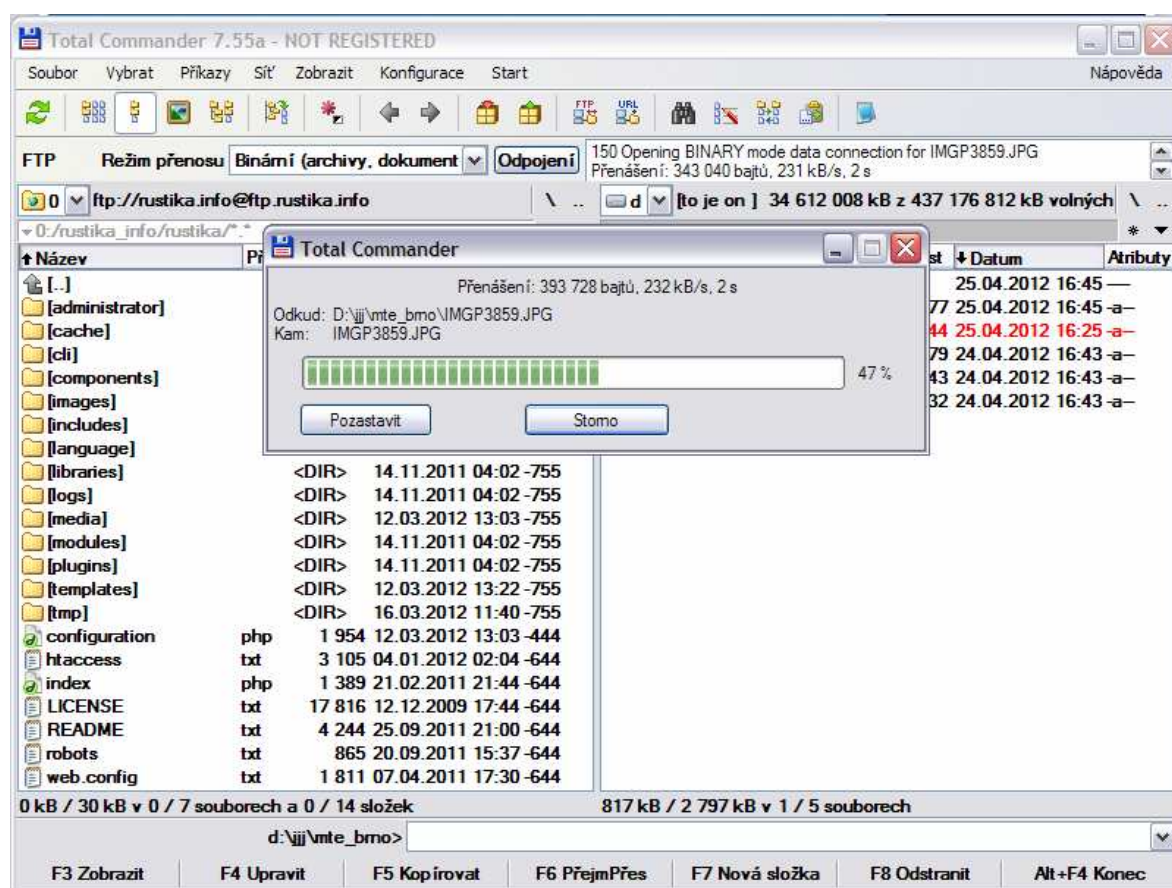 Total Commander 7.55a - NOT REGISTERED
Soubor Vybrat Příkazy Síť Zobrazit Konfigurace Start Nápověda
FTP URL
FTP Režim přenosu Binární (archivy, dokument Odpojení
150 Opening BINARY mode data connection for IMGP3859.JPG
Přenášení: 343 040 bajtů, 231 kB/s, 2 s
0 ftp://rustika.info@ftp.rustika.info \ ..
d [to je on ] 34 612 008 kB z 437 176 812 kB volných \ ..
0:/rustika_info/rustika/*.*
* 
Název
Datum Atributy
Total Commander
Přenášení: 393 728 bajtů, 232 kB/s, 2 s
Odkud: D:\jjj\mte_brno\IMGP3859.JPG
Kam: IMGP3859.JPG
47 %
Pozastavit Storno
[..]
[administrator]
[cache]
[cli]
[components]
[images]
[includes]
[language]
[libraries] <DIR> 14.11.2011 04:02 -755
[logs] <DIR> 14.11.2011 04:02 -755
[media] <DIR> 12.03.2012 13:03 -755
[modules] <DIR> 14.11.2011 04:02 -755
[plugins] <DIR> 14.11.2011 04:02 -755
[templates] <DIR> 12.03.2012 13:22 -755
[tmp] <DIR> 16.03.2012 11:40 -755
configuration php 1 954 12.03.2012 13:03 -444
htaccess txt 3 105 04.01.2012 02:04 -644
index php 1 389 21.02.2011 21:44 -644
LICENSE txt 17 816 12.12.2009 17:44 -644
README txt 4 244 25.09.2011 21:00 -644
robots txt 865 20.09.2011 15:37 -644
web.config txt 1 811 07.04.2011 17:30 -644
25.04.2012 16:45 ----
77 25.04.2012 16:45 -a--
44 25.04.2012 16:25 -a--
79 24.04.2012 16:43 -a--
43 24.04.2012 16:43 -a--
32 24.04.2012 16:43 -a--
0 kB / 30 kB v 0 / 7 souborech a 0 / 14 složek
817 kB / 2 797 kB v 1 / 5 souborech
d:\jjj\mte_brno>
F3 Zobrazit F4 Upravit F5 Kopírovat F6 PřejmPřes F7 Nová složka F8 Odstranit Alt+F4 Konec